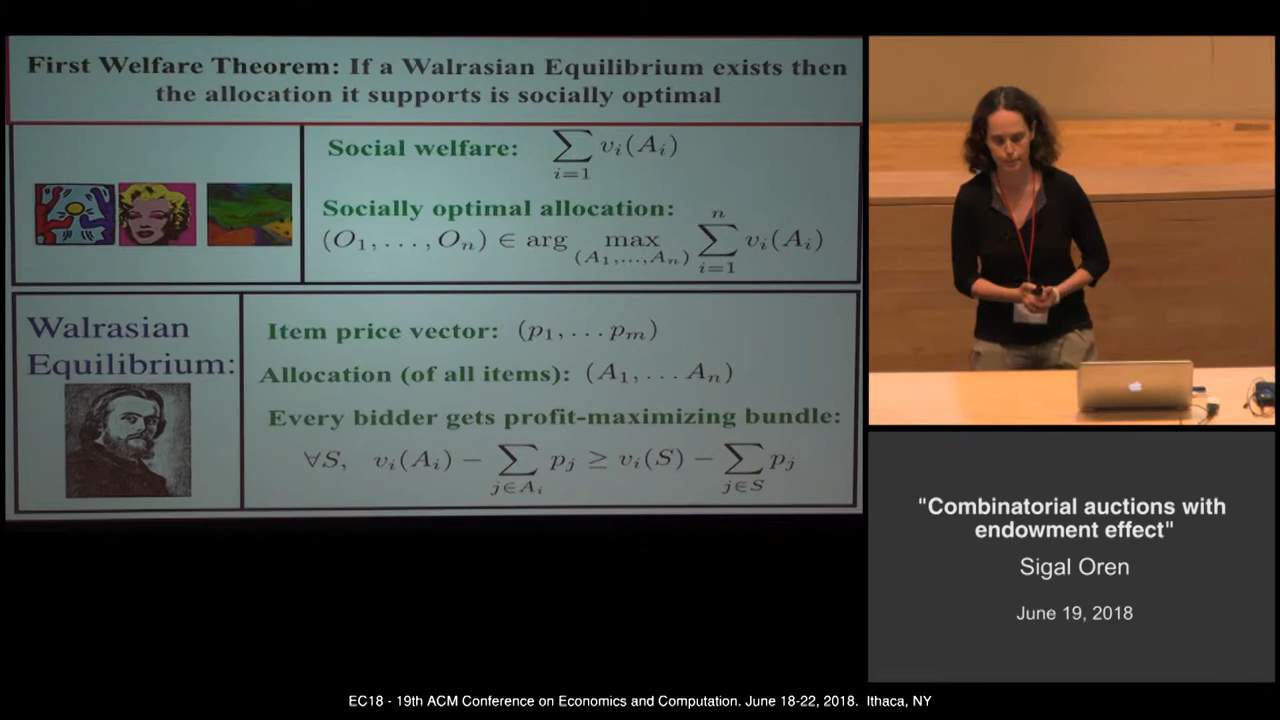 First Welfare Theorem: If a Walrasian Equilibrium exists then
the allocation it supports is socially optimal
Social welfare: ∑_{i=1} v_i(A_i)
Socially optimal allocation:
(O_1, . . . , O_n) ∈ arg max_{(A_1,...,A_n)} ∑_{i=1}^{n} v_i(A_i)
Walrasian
Equilibrium:
Item price vector: (p_1, . . . p_m)
Allocation (of all items): (A_1, . . . A_n)
Every bidder gets profit-maximizing bundle:
∀S, v_i(A_i) − ∑_{j∈A_i} p_j ≥ v_i(S) − ∑_{j∈S} p_j
"Combinatorial auctions with
endowment effect"
Sigal Oren
June 19, 2018
EC18 - 19th ACM Conference on Economics and Computation. June 18-22, 2018. Ithaca, NY